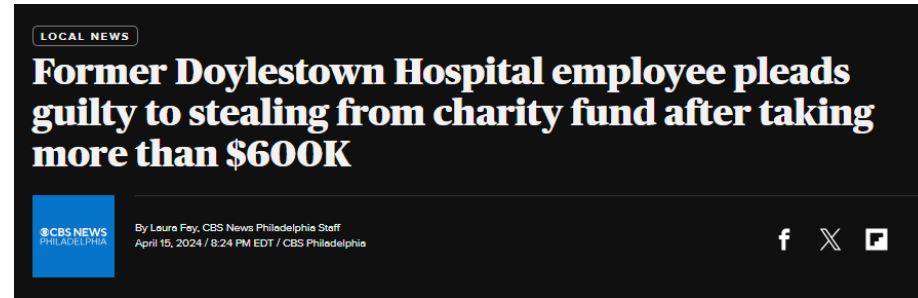 LOCAL NEWS
Former Doylestown Hospital employee pleads
guilty to stealing from charity fund after taking
more than $600K
CBS NEWS
PHILADELPHIA
By Laura Fay, CBS News Philadelphia Staff
April 15, 2024 / 8:24 PM EDT / CBS Philadelphia